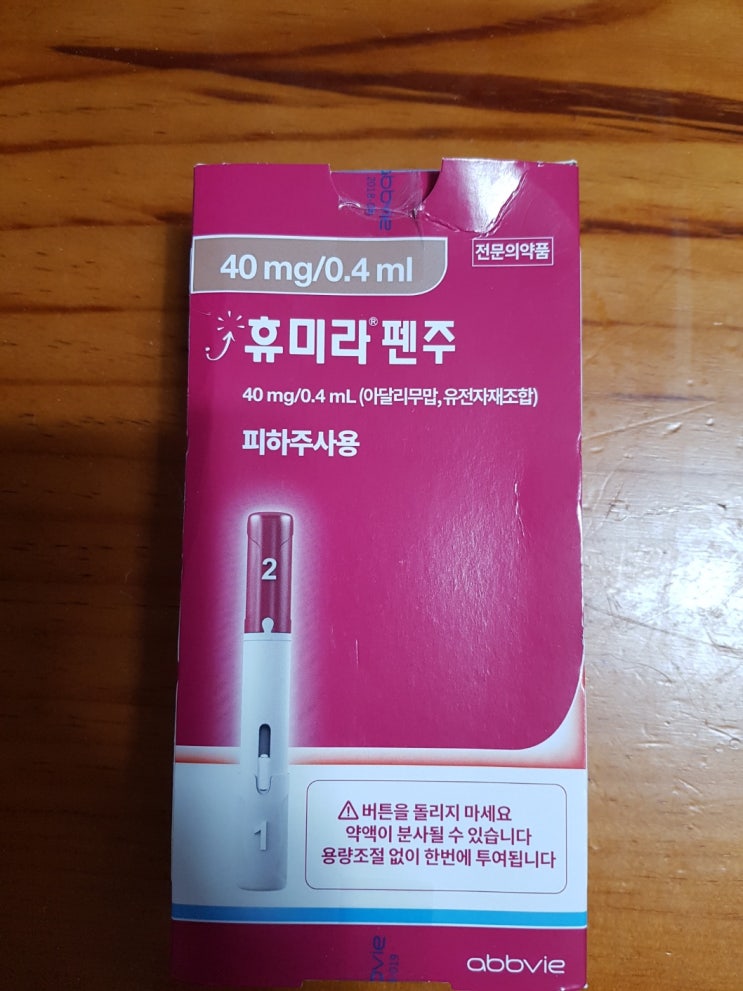 abbvie
40 mg/0.4 ml
전문의약품
휴미라® 펜주
40 mg/0.4 mL (아달리무맙, 유전자재조합)
피하주사용
2
1
⚠ 버튼을 돌리지 마세요
약액이 분사될 수 있습니다
용량조절 없이 한번에 투여됩니다
abbvie